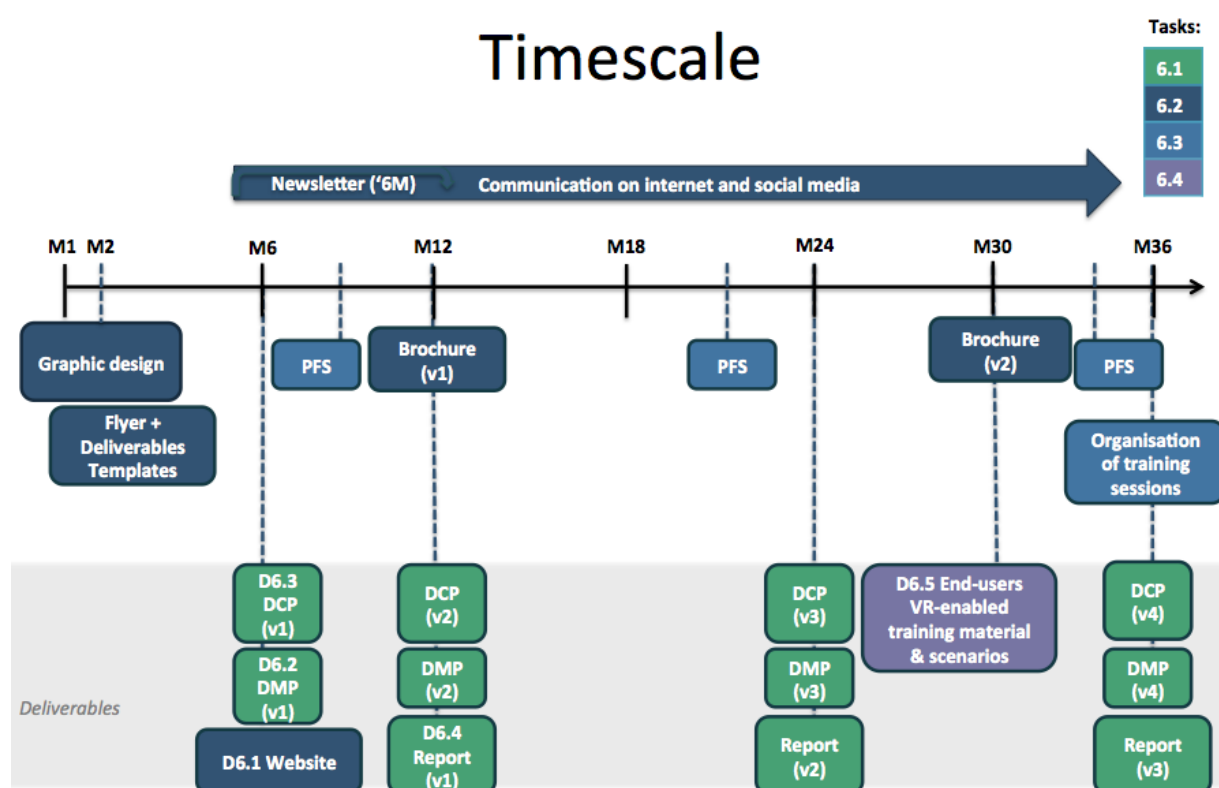 Timescale
Tasks:
6.1
6.2
6.3
6.4
Newsletter (‘6M)
Communication on internet and social media
M1
M2
M6
M12
M18
M24
M30
M36
Graphic design
Flyer +
Deliverables
Templates
PFS
Brochure
(v1)
PFS
Brochure
(v2)
PFS
Organisation
of training
sessions
Deliverables
D6.3
DCP
(v1)
D6.2
DMP
(v1)
D6.1 Website
DCP
(v2)
DMP
(v2)
D6.4
Report
(v1)
DCP
(v3)
DMP
(v3)
Report
(v2)
D6.5 End-users
VR-enabled
training material
& scenarios
DCP
(v4)
DMP
(v4)
Report
(v3)